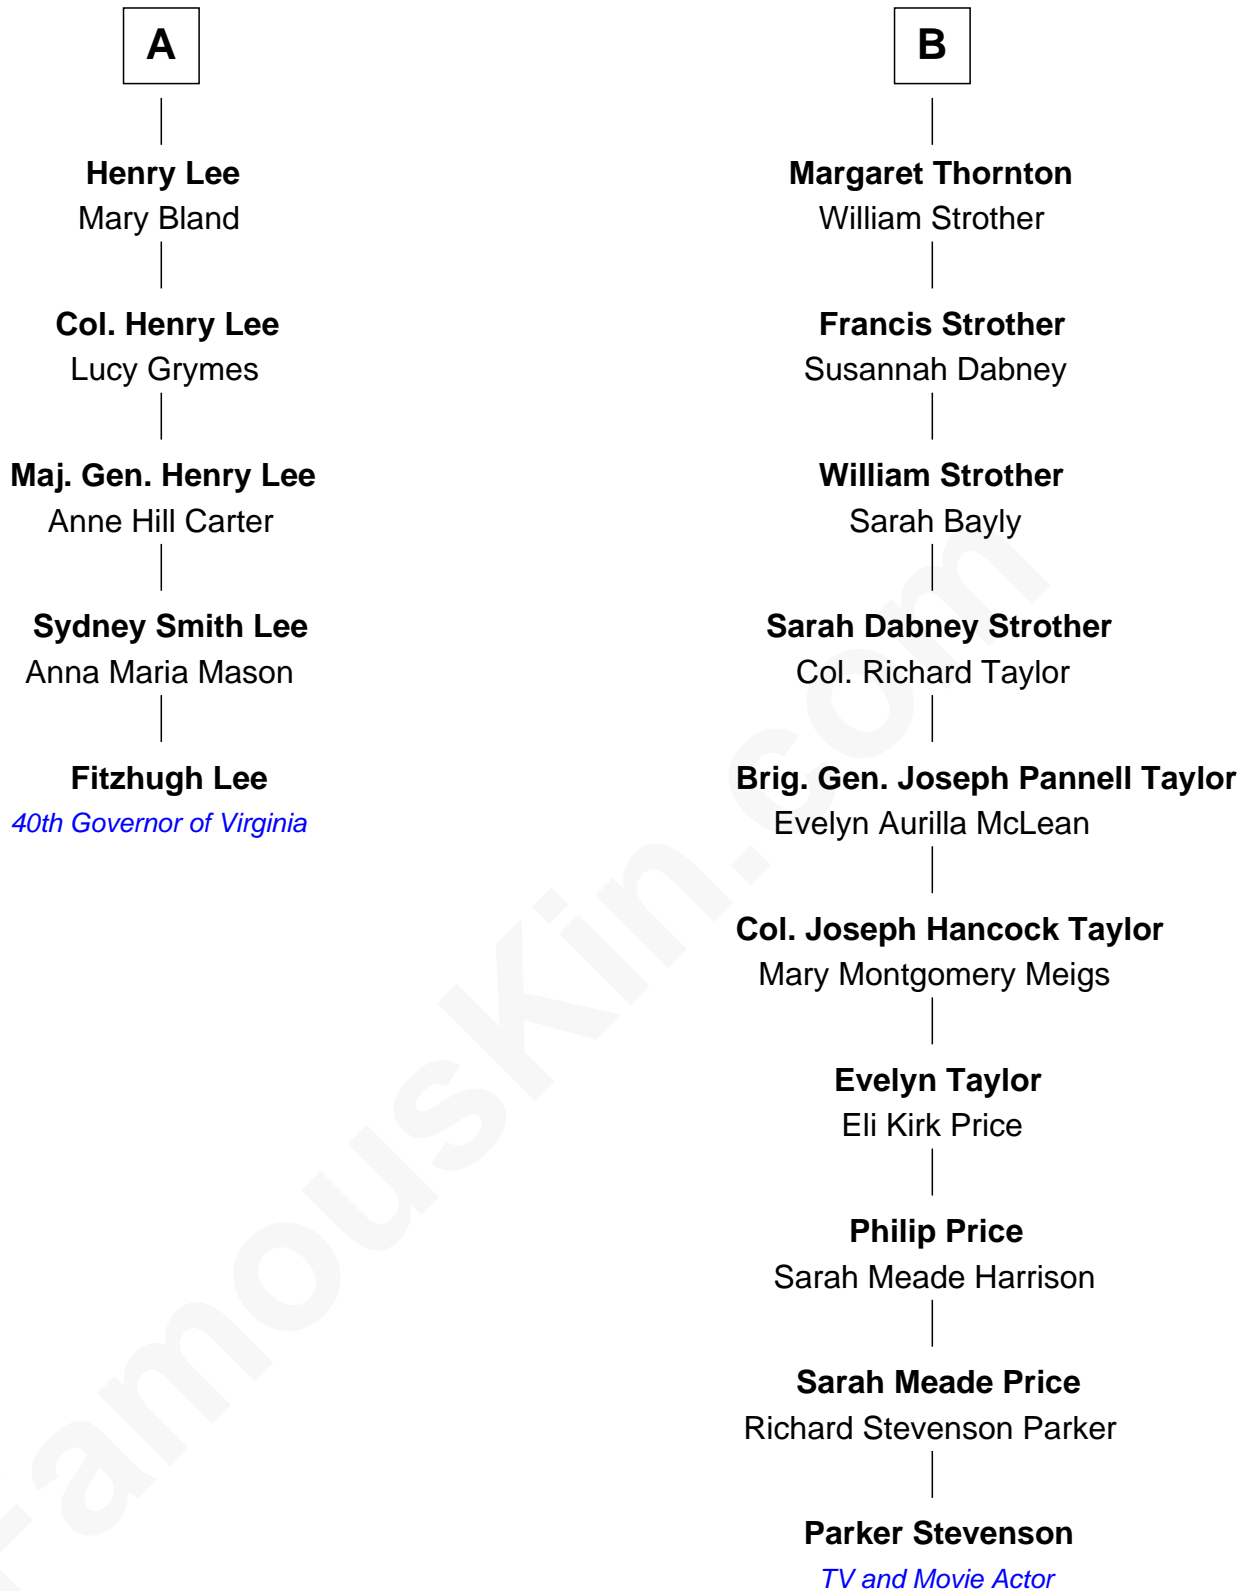 A
Henry Lee
Mary Bland
Col. Henry Lee
Lucy Grymes
Maj. Gen. Henry Lee
Anne Hill Carter
Sydney Smith Lee
Anna Maria Mason
Fitzhugh Lee
40th Governor of Virginia
B
Margaret Thornton
William Strother
Francis Strother
Susannah Dabney
William Strother
Sarah Bayly
Sarah Dabney Strother
Col. Richard Taylor
Brig. Gen. Joseph Pannell Taylor
Evelyn Aurilla McLean
Col. Joseph Hancock Taylor
Mary Montgomery Meigs
Evelyn Taylor
Eli Kirk Price
Philip Price
Sarah Meade Harrison
Sarah Meade Price
Richard Stevenson Parker
Parker Stevenson
TV and Movie Actor
FamousKin.com